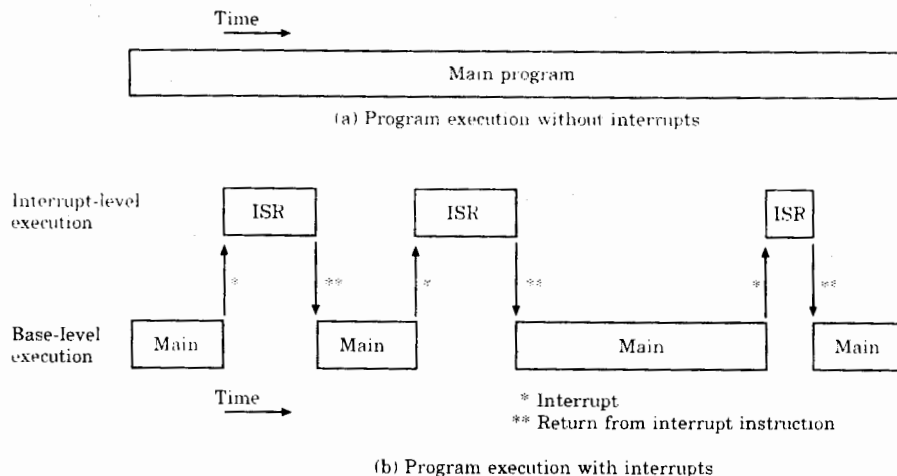 Time
Main program
(a) Program execution without interrupts
Interrupt-level
execution
ISR
ISR
ISR
*
**
*
**
*
**
Base-level
execution
Main
Main
Main
Main
Time
* Interrupt
** Return from interrupt instruction
(b) Program execution with interrupts